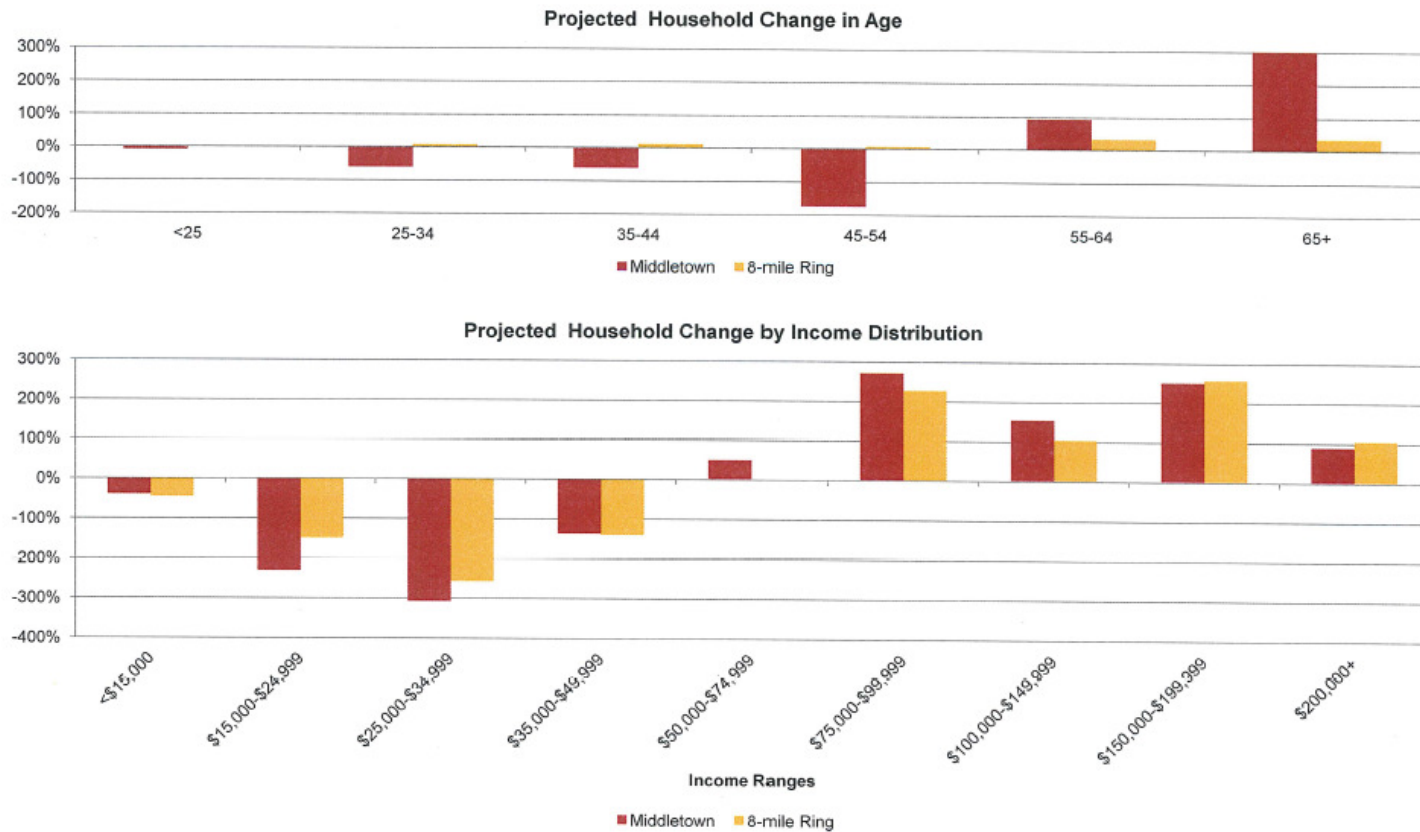 Projected Household Change in Age
300%
200%
100%
0%
-100%
-200%
<25 25-34 35-44 45-54 55-64 65+
Middletown 8-mile Ring
Projected Household Change by Income Distribution
300%
200%
100%
0%
-100%
200%
-300%
-400%
<$15,000 $15,000-$24,999 $25,000-$34,999 $35,000-$49,999 $50,000-$74,999 $75,000-$99,999 $100,000-$149,999 $150,000-$199,999 $200,000+
Income Ranges
Middletown 8-mile Ring